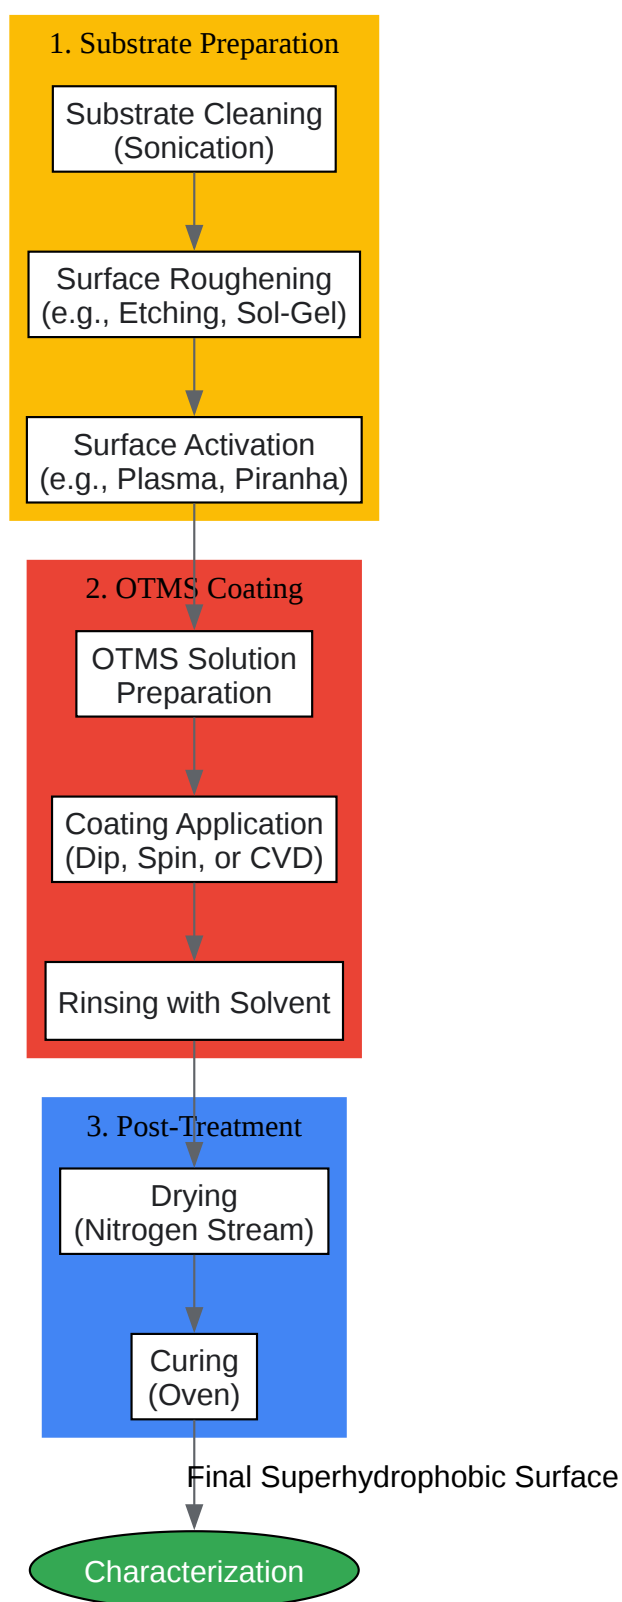 1. Substrate Preparation
Substrate Cleaning
(Sonication)
Surface Roughening
(e.g., Etching, Sol-Gel)
Surface Activation
(e.g., Plasma, Piranha)
2. OTMS Coating
OTMS Solution
Preparation
Coating Application
(Dip, Spin, or CVD)
Rinsing with Solvent
3. Post-Treatment
Drying
(Nitrogen Stream)
Curing
(Oven)
Final Superhydrophobic Surface
Characterization